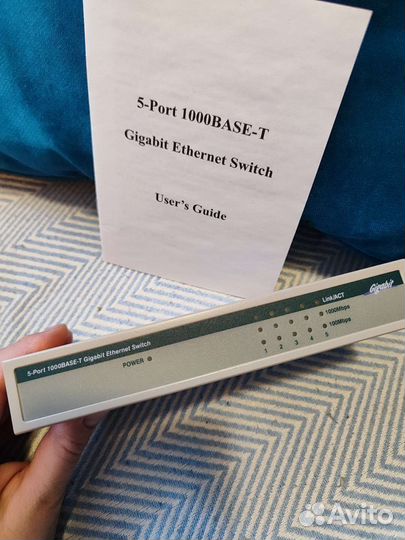 5-Port 1000BASE-T
Gigabit Ethernet Switch
User's Guide
Gigabit
Link/ACT
1000Mbps
100Mbps
5-Port 1000BASE-T Gigabit Ethernet Switch
POWER
1 2 3 4 5
Avito